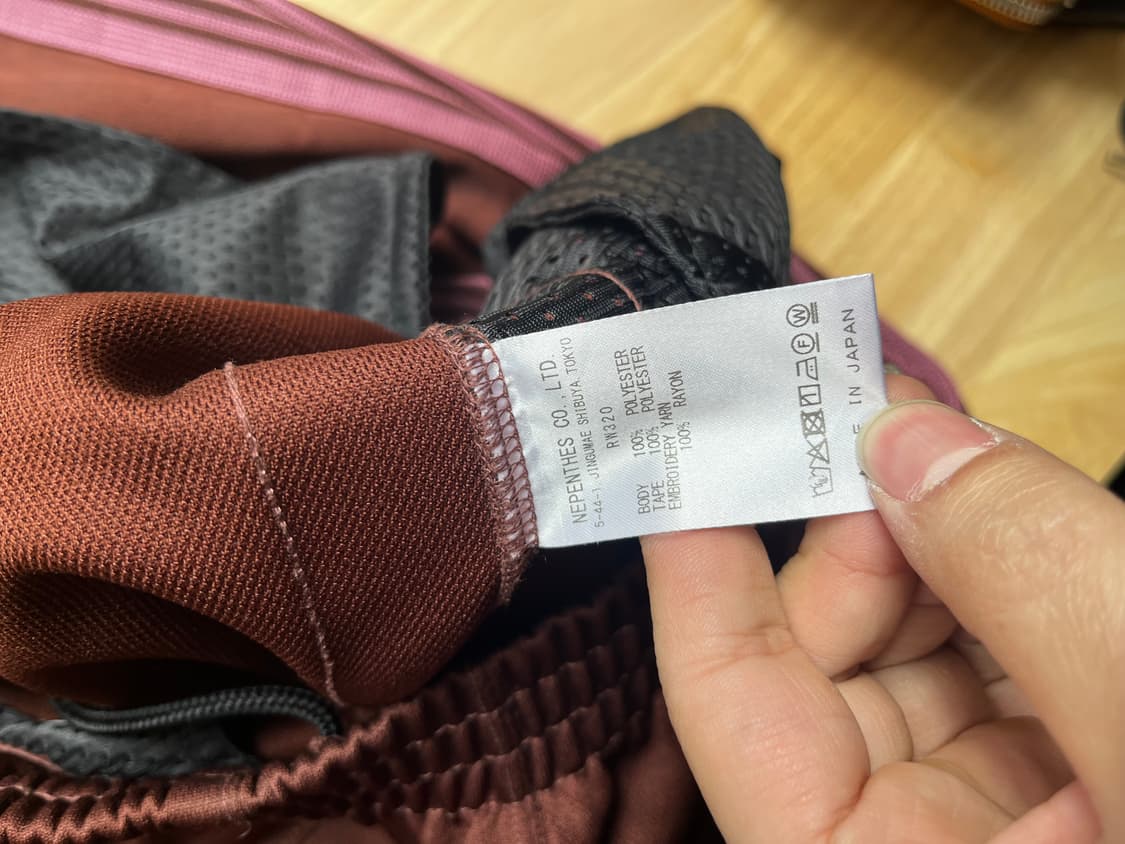 NEPENTHES CO.,LTD.
5-44-1 JINGUMAE SHIBUYA TOKYO
RW320
BODY 100% POLYESTER
TAPE 100% POLYESTER
EMBROIDERY YARN
100% RAYON
F W
IN JAPAN